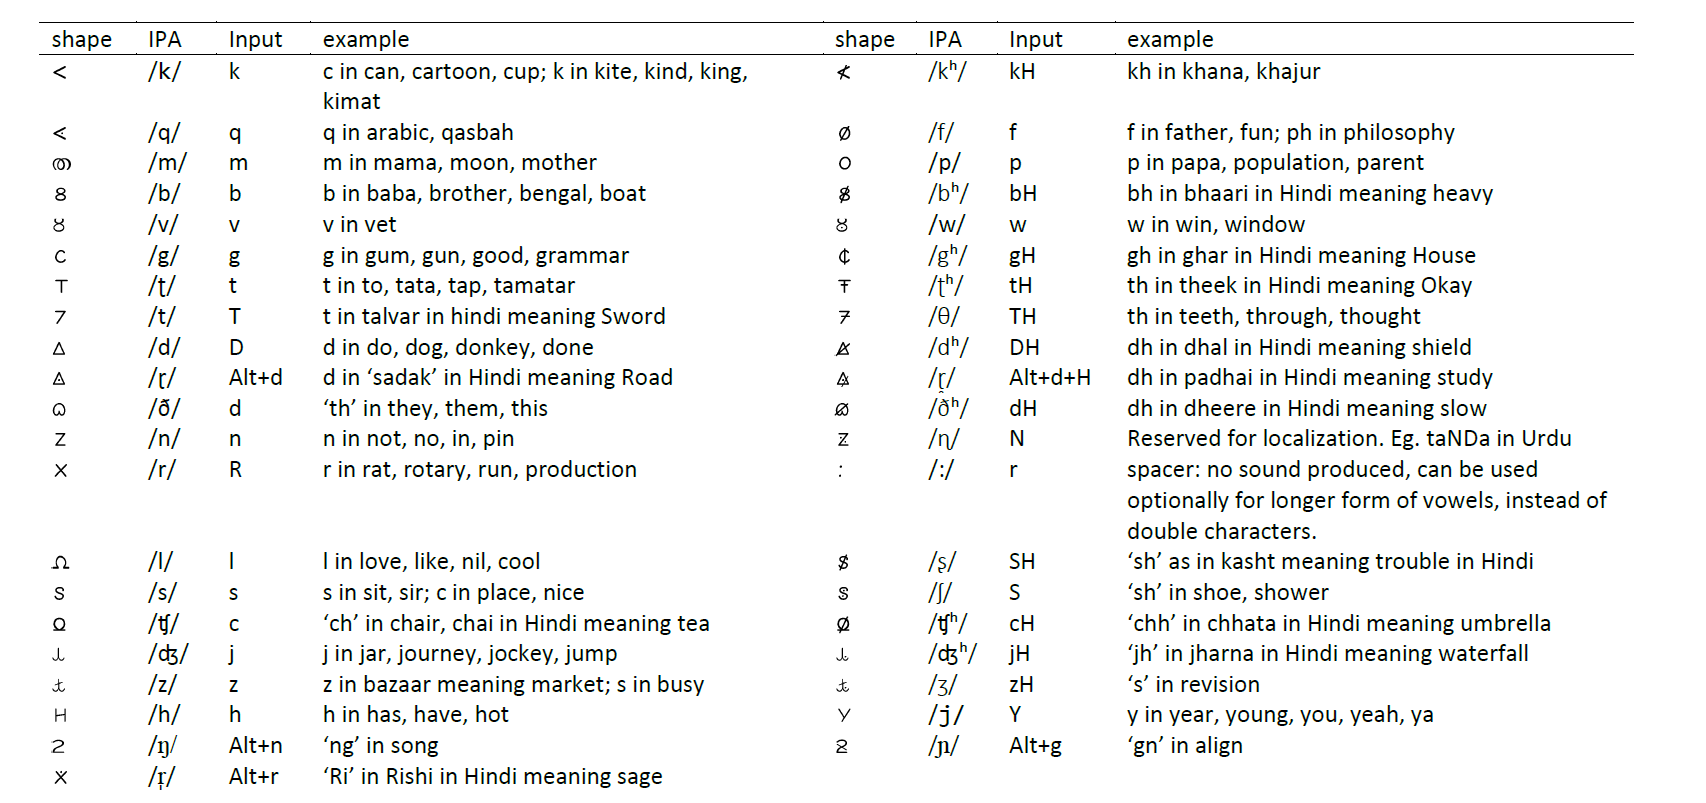 shape IPA Input example shape IPA Input example
< /k/ k c in can, cartoon, cup; k in kite, kind, king, /kʰ/ kH kh in khana, khajur
kimat
/q/ q q in arabic, qasbah ø /f/ f f in father, fun; ph in philosophy
/m/ m m in mama, moon, mother O /p/ p p in papa, population, parent
8 /b/ b b in baba, brother, bengal, boat /bʰ/ bH bh in bhaari in Hindi meaning heavy
/v/ v v in vet /w/ w w in win, window
C /g/ g g in gum, gun, good, grammar ¢ /gʰ/ gH gh in ghar in Hindi meaning House
T /ʈ/ t t in to, tata, tap, tamatar Ŧ /ʈʰ/ tH th in theek in Hindi meaning Okay
7 /t/ T t in talvar in hindi meaning Sword /θ/ TH th in teeth, through, thought
Δ /d/ D d in do, dog, donkey, done /dʰ/ DH dh in dhal in Hindi meaning shield
/ɽ/ Alt+d d in ‘sadak’ in Hindi meaning Road /ɽ̯/ Alt+d+H dh in padhai in Hindi meaning study
/ð/ d ‘th’ in they, them, this /ðʰ/ dH dh in dheere in Hindi meaning slow
Z /n/ n n in not, no, in, pin Ƶ /ɳ/ N Reserved for localization. Eg. taNDa in Urdu
X /r/ R r in rat, rotary, run, production : /:/ r spacer: no sound produced, can be used
optionally for longer form of vowels, instead of
double characters.
/l/ l l in love, like, nil, cool /ʂ/ SH ‘sh’ as in kasht meaning trouble in Hindi
S /s/ s s in sit, sir; c in place, nice /ʃ/ S ‘sh’ in shoe, shower
/ʧ/ c ‘ch’ in chair, chai in Hindi meaning tea /ʧʰ/ cH ‘chh’ in chhata in Hindi meaning umbrella
/ʤ/ j j in jar, journey, jockey, jump /ʤʰ/ jH ‘jh’ in jharna in Hindi meaning waterfall
/z/ z z in bazaar meaning market; s in busy /ʒ/ zH ‘s’ in revision
H /h/ h h in has, have, hot Y /j/ Y y in year, young, you, yeah, ya
2 /ŋ/ Alt+n ‘ng’ in song /ɲ/ Alt+g ‘gn’ in align
/r̩/ Alt+r ‘Ri’ in Rishi in Hindi meaning sage